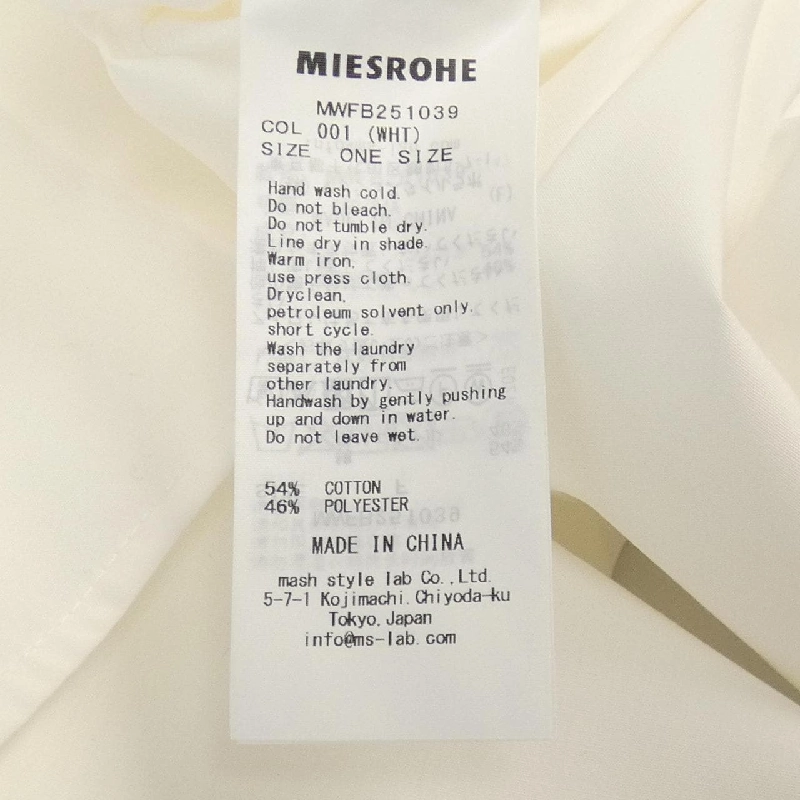 MIESROHE
MWFB251039
COL 001 (WHT)
SIZE ONE SIZE
Hand wash cold.
Do not bleach.
Do not tumble dry.
Line dry in shade.
Warm iron,
use press cloth.
Dryclean,
petroleum solvent only.
short cycle.
Wash the laundry
separately from
other laundry.
Handwash by gently pushing
up and down in water.
Do not leave wet.
54% COTTON
46% POLYESTER
MADE IN CHINA
mash style lab Co.,Ltd.
5-7-1 Kojimachi.Chiyoda-ku
Tokyo,Japan
info@ms-lab.com